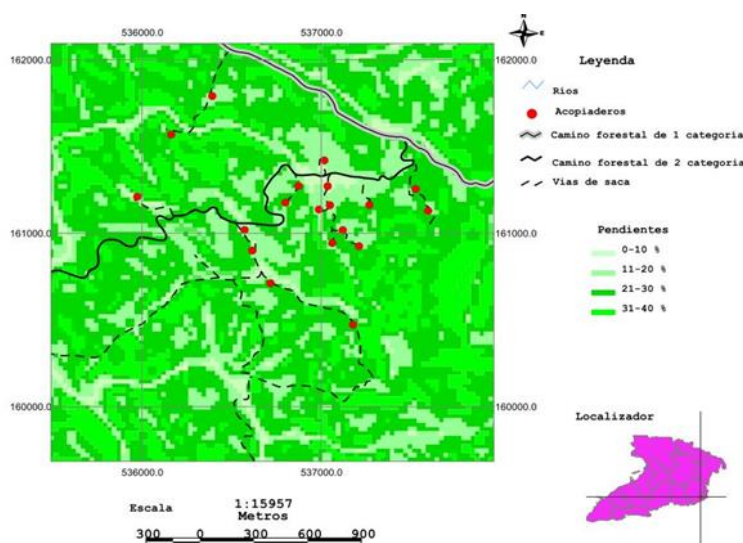 536000.0 537000.0
162000.0 162000.0
161000.0 161000.0
160000.0 160000.0
536000.0 537000.0
N
E
Leyenda
Rios
Acopiaderos
Camino forestal de 1 categoria
Camino forestal de 2 categoria
Vias de saca
Pendientes
0-10 %
11-20 %
21-30 %
31-40 %
Localizador
Escala 1:15957
Metros
300 0 300 600 900